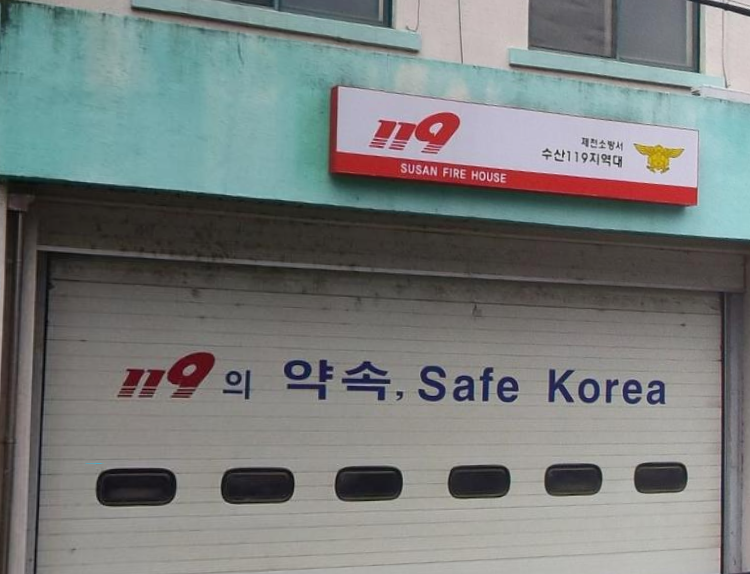 119
SUSAN FIRE HOUSE
제천소방서
수산119지역대
119의 약속, Safe Korea